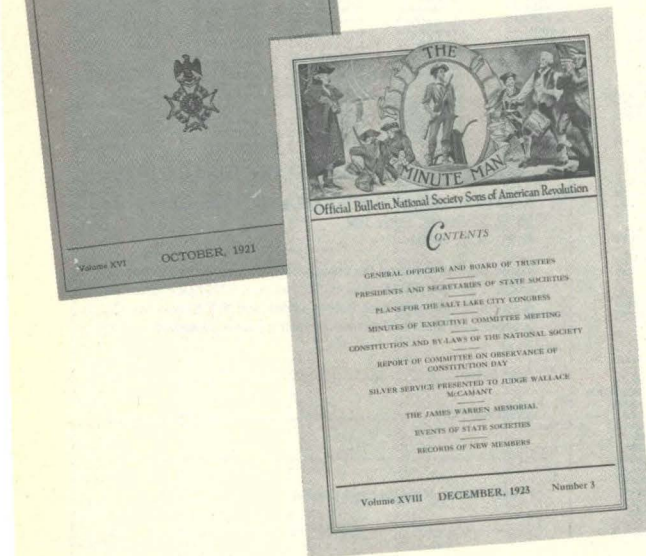 Volume XVI OCTOBER, 1921
THE
MINUTE MAN
Official Bulletin, National Society Sons of American Revolution
CONTENTS
GENERAL OFFICERS AND BOARD OF TRUSTEES
PRESIDENTS AND SECRETARIES OF STATE SOCIETIES
PLANS FOR THE SALT LAKE CITY CONGRESS
MINUTES OF EXECUTIVE COMMITTEE MEETING
CONSTITUTION AND BY-LAWS OF THE NATIONAL SOCIETY
REPORT OF COMMITTEE ON OBSERVANCE OF
CONSTITUTION DAY
SILVER SERVICE PRESENTED TO JUDGE WALLACE
McCAMANT
THE JAMES WARREN MEMORIAL
EVENTS OF STATE SOCIETIES
RECORDS OF NEW MEMBERS
Volume XVIII DECEMBER, 1923 Number 3